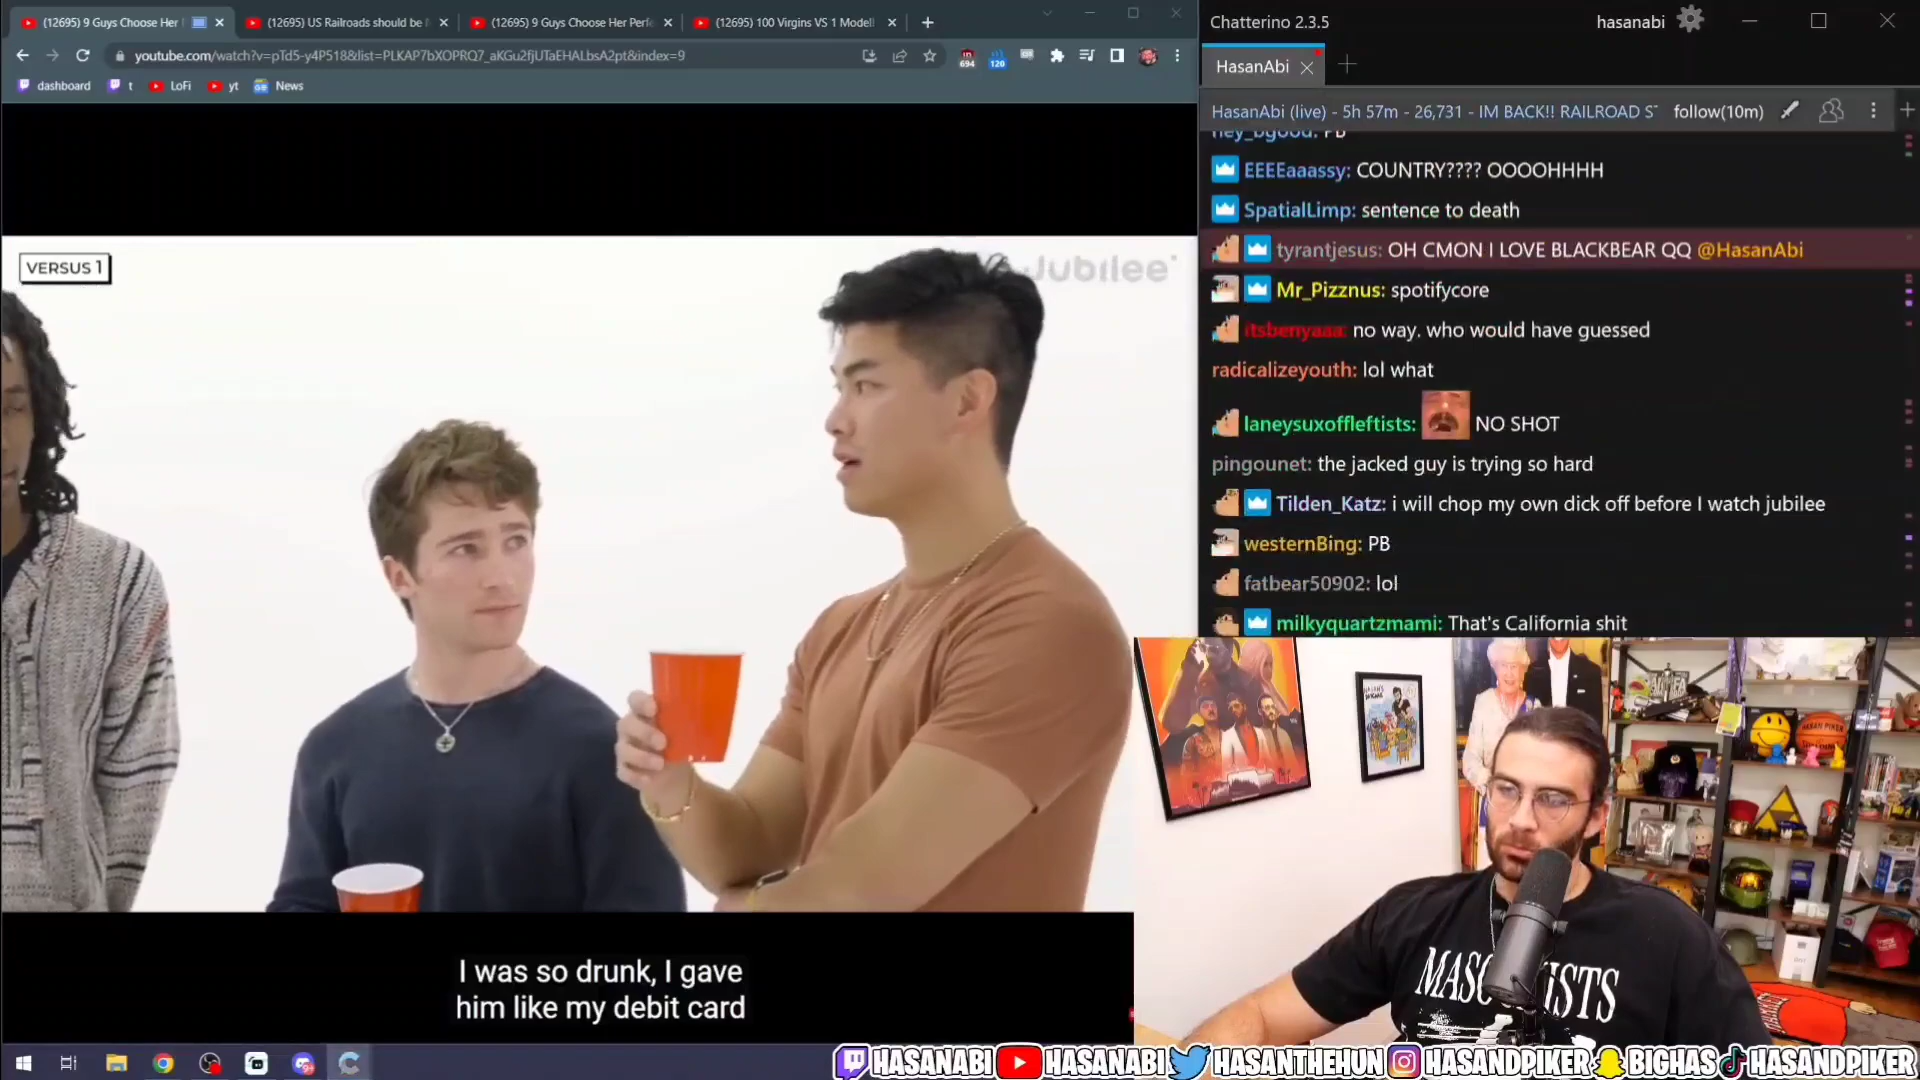 (12695) 9 Guys Choose Her
(12695) US Railroads should be
(12695) 9 Guys Choose Her Perf
(12695) 100 Virgins VS 1 Model
youtube.com/watch?v=pTd5-y4P518&list=PLKAP7bXOPRQ7_aKGu2fjUTaEHALbsA2pt&index=9
694
120
dashboard
t
LoFi
yt
News
VERSUS 1
Jubilee
I was so drunk, I gave
him like my debit card
Chatterino 2.3.5
hasanabi
HasanAbi
HasanAbi (live) - 5h 57m - 26,731 - IM BACK!! RAILROAD S
follow(10m)
hey_bgood: PB
EEEEaaassy: COUNTRY???? OOOOHHHH
SpatialLimp: sentence to death
tyrantjesus: OH CMON I LOVE BLACKBEAR QQ @HasanAbi
Mr_Pizznus: spotifycore
itsbenyaaa: no way. who would have guessed
radicalizeyouth: lol what
laneysuxoffleftists: NO SHOT
pingounet: the jacked guy is trying so hard
Tilden_Katz: i will chop my own dick off before I watch jubilee
westernBing: PB
fatbear50902: lol
milkyquartzmami: That's California shit
HASANABI HASANABI HASANTHEHUN HASANDPIKER BIGHAS HASANDPIKER